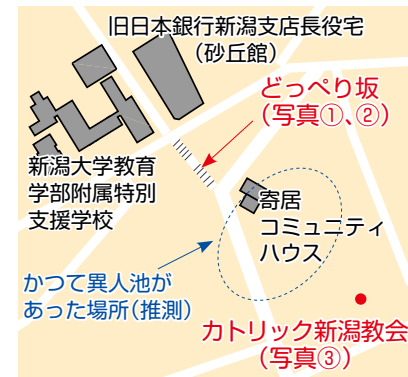 旧日本銀行新潟支店長役宅
（砂丘館）
どっぺり坂
（写真①、②）
新潟大学教育
学部附属特別
支援学校
寄居
コミュニティ
ハウス
かつて異人池が
あった場所（推測）
カトリック新潟教会
（写真③）